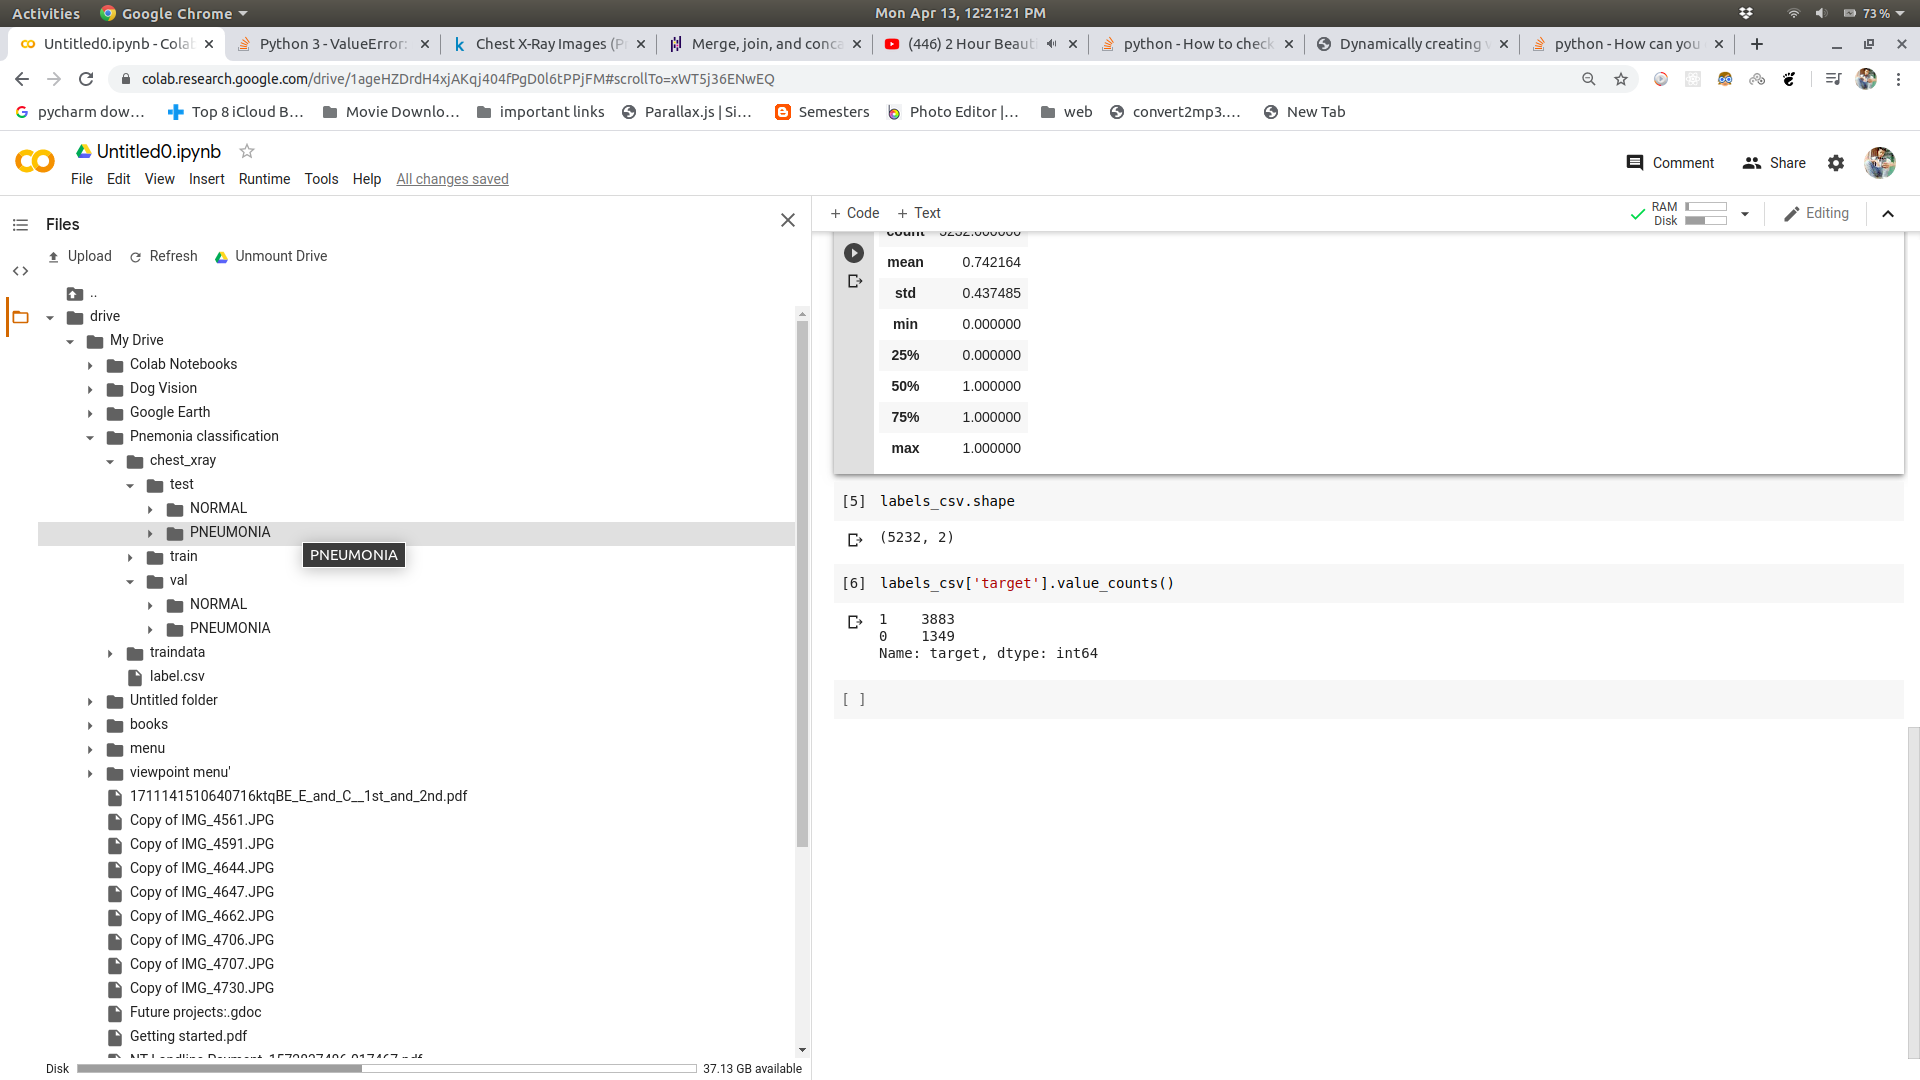 Activities Google Chrome Mon Apr 13, 12:21:21 PM 73 %
Untitled0.ipynb - Colab Python 3 - ValueError: Chest X-Ray Images (P Merge, join, and conca (446) 2 Hour Beaut python - How to check Dynamically creating v python - How can you
colab.research.google.com/drive/1ageHZDrdH4xjAKqj404fPgD0l6tPPjFM#scrollTo=xWT5j36ENwEQ
pycharm dow... Top 8 iCloud B... Movie Downlo... important links Parallax.js | Si... Semesters Photo Editor |... web convert2mp3.... New Tab
Untitled0.ipynb
Comment Share
File Edit View Insert Runtime Tools Help All changes saved
Files
Upload Refresh Unmount Drive
..
drive
My Drive
Colab Notebooks
Dog Vision
Google Earth
Pnemonia classification
chest_xray
test
NORMAL
PNEUMONIA
PNEUMONIA
train
val
NORMAL
PNEUMONIA
traindata
label.csv
Untitled folder
books
menu
viewpoint menu'
1711141510640716ktqBE_E_and_C__1st_and_2nd.pdf
Copy of IMG_4561.JPG
Copy of IMG_4591.JPG
Copy of IMG_4644.JPG
Copy of IMG_4647.JPG
Copy of IMG_4662.JPG
Copy of IMG_4706.JPG
Copy of IMG_4707.JPG
Copy of IMG_4730.JPG
Future projects:.gdoc
Getting started.pdf
Disk 37.13 GB available
+ Code + Text
RAM
Disk
Editing
count 5232.000000
mean 0.742164
std 0.437485
min 0.000000
25% 0.000000
50% 1.000000
75% 1.000000
max 1.000000
[5] labels_csv.shape
(5232, 2)
[6] labels_csv['target'].value_counts()
1 3883
0 1349
Name: target, dtype: int64
[ ]